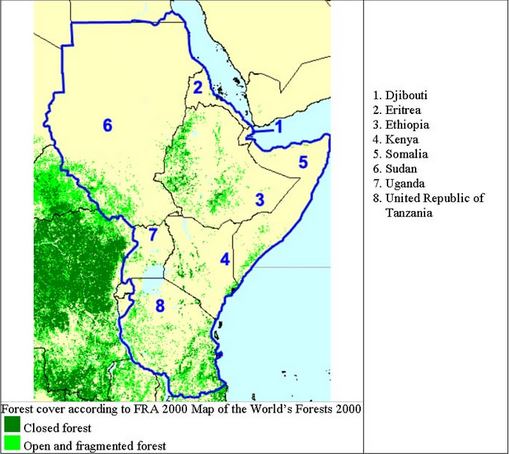 2
1
6
5
3
7
4
8
1. Djibouti
2. Eritrea
3. Ethiopia
4. Kenya
5. Somalia
6. Sudan
7. Uganda
8. United Republic of
Tanzania
Forest cover according to FRA 2000 Map of the World's Forests 2000
Closed forest
Open and fragmented forest